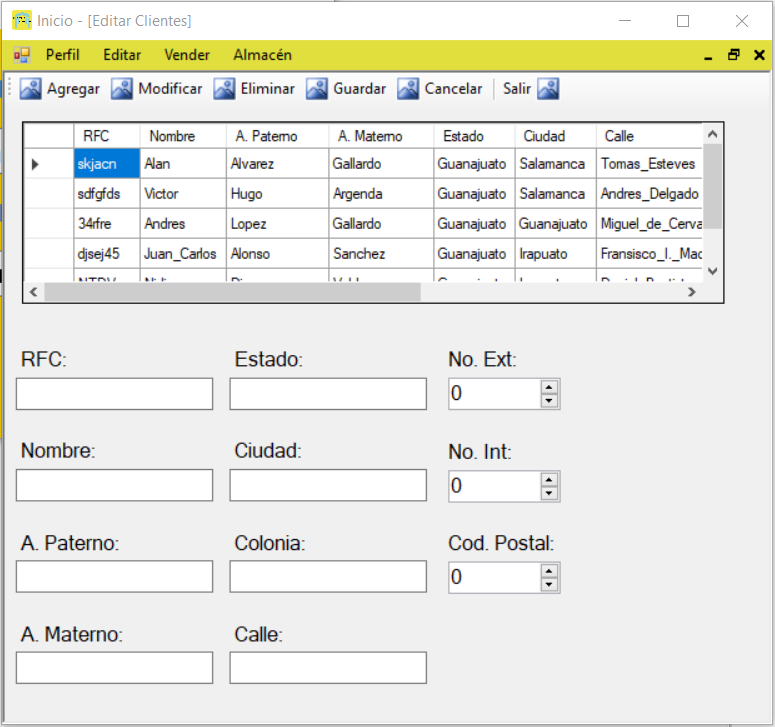 Inicio - [Editar Clientes]
Perfil Editar Vender Almacén
Agregar Modificar Eliminar Guardar Cancelar Salir
RFC Nombre A. Paterno A. Materno Estado Ciudad Calle
skjacn Alan Alvarez Gallardo Guanajuato Salamanca Tomas_Esteves
sdfgfds Victor Hugo Argenda Guanajuato Salamanca Andres_Delgado
34rfre Andres Lopez Gallardo Guanajuato Guanajuato Miguel_de_Cerva
djsej45 Juan_Carlos Alonso Sanchez Guanajuato Irapuato Fransisco_I._Mac
RFC: Estado: No. Ext:
0
Nombre: Ciudad: No. Int:
0
A. Paterno: Colonia: Cod. Postal:
0
A. Materno: Calle: